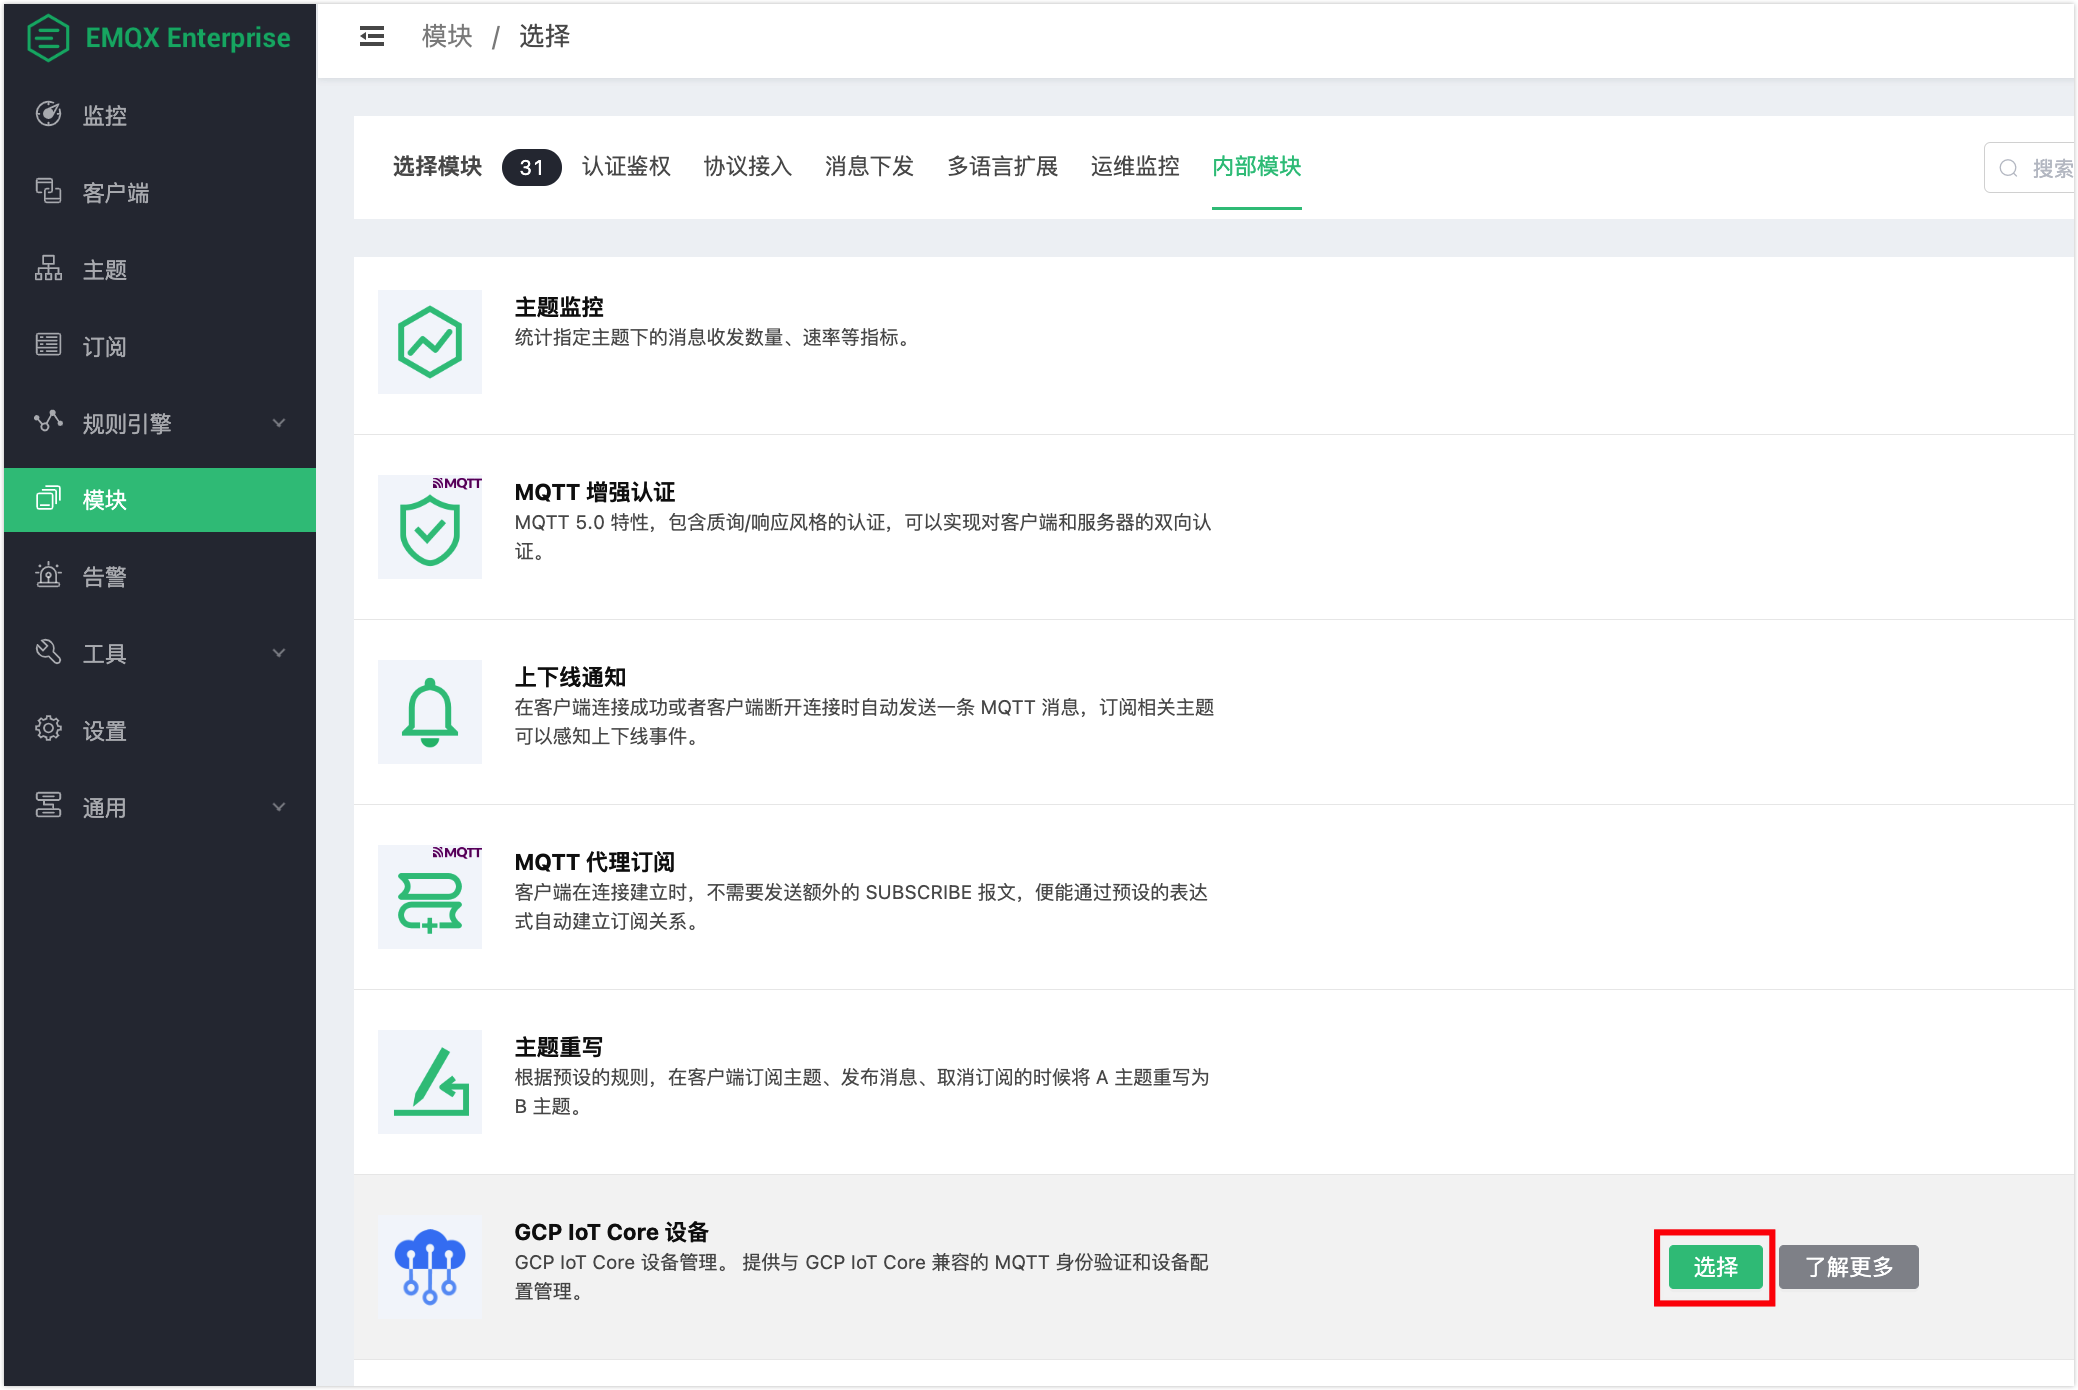 EMQX Enterprise
模块 / 选择
监控
客户端
主题
订阅
规则引擎
模块
告警
工具
设置
通用
选择模块 31 认证鉴权 协议接入 消息下发 多语言扩展 运维监控 内部模块
搜索
主题监控
统计指定主题下的消息收发数量、速率等指标。
MQTT
MQTT 增强认证
MQTT 5.0 特性，包含质询/响应风格的认证，可以实现对客户端和服务器的双向认
证。
上下线通知
在客户端连接成功或者客户端断开连接时自动发送一条 MQTT 消息，订阅相关主题
可以感知上下线事件。
MQTT
MQTT 代理订阅
客户端在连接建立时，不需要发送额外的 SUBSCRIBE 报文，便能通过预设的表达
式自动建立订阅关系。
主题重写
根据预设的规则，在客户端订阅主题、发布消息、取消订阅的时候将 A 主题重写为
B 主题。
GCP IoT Core 设备
GCP IoT Core 设备管理。 提供与 GCP IoT Core 兼容的 MQTT 身份验证和设备配
置管理。
选择 了解更多